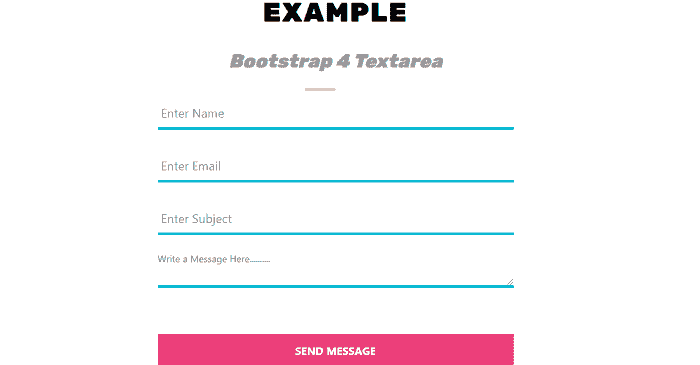 EXAMPLE
Bootstrap 4 Textarea
Enter Name
Enter Email
Enter Subject
Write a Message Here..........
SEND MESSAGE